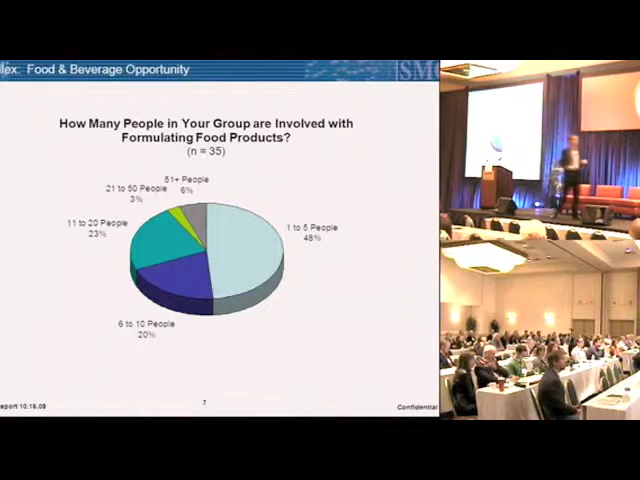 ilex: Food & Beverage Opportunity
SM
How Many People in Your Group are Involved with
Formulating Food Products?
(n = 35)
51+ People
6%
21 to 50 People
3%
11 to 20 People
23%
1 to 5 People
48%
6 to 10 People
20%
eport 10.16.08
7
Confidential